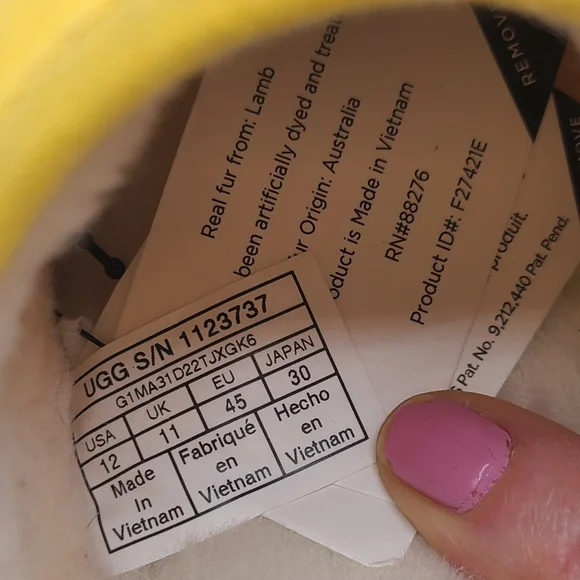 Real fur from: Lamb
been artificially dyed and treat
Origin: Australia
is Made in Vietnam
RN#88276
Product ID#: F27421E
produit.
Pat. No. 9,212,440 Pat. Pend.
REMOVE
UGG S/N 1123737
G1MA31D22TJXGK6
USA UK EU JAPAN
12 11 45 30
Made In Vietnam
Fabriqué en Vietnam
Hecho en Vietnam